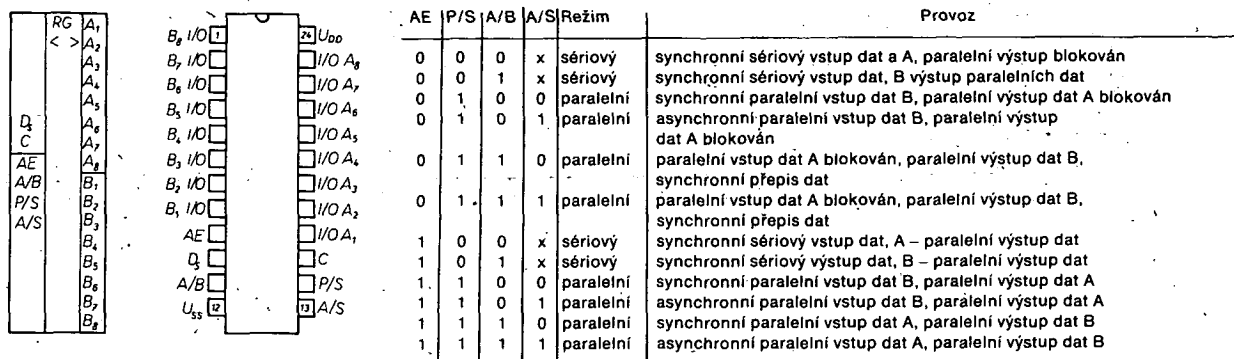 RG
< >
A₁
A₂
A₃
A₄
A₅
A₆
A₇
A₈
B₁
B₂
B₃
B₄
B₅
B₆
B₇
B₈
Dₛ
C
AE
A/B
P/S
A/S
B₈ I/O 1
B₇ I/O
B₆ I/O
B₅ I/O
B₄ I/O
B₃ I/O
B₂ I/O
B₁ I/O
AE
Dₛ
A/B
Uₛₛ 12
24 U_DD
I/O A₈
I/O A₇
I/O A₆
I/O A₅
I/O A₄
I/O A₃
I/O A₂
I/O A₁
C
P/S
13 A/S
AE P/S A/B A/S Režim Provoz
0 0 0 x sériový synchronní sériový vstup dat a A, paralelní výstup blokován
0 0 1 x sériový synchronní sériový vstup dat, B výstup paralelních dat
0 1 0 0 paralelní synchronní paralelní vstup dat B, paralelní výstup dat A blokován
0 1 0 1 paralelní asynchronní paralelní vstup dat B, paralelní výstup
dat A blokován
0 1 1 0 paralelní paralelní vstup dat A blokován, paralelní výstup dat B,
synchronní přepis dat
0 1 1 1 paralelní paralelní vstup dat A blokován, paralelní výstup dat B,
synchronní přepis dat
1 0 0 x sériový synchronní sériový vstup dat, A – paralelní výstup dat
1 0 1 x sériový synchronní sériový výstup dat, B – paralelní výstup dat
1 1 0 0 paralelní synchronní paralelní vstup dat B, paralelní výstup dat A
1 1 0 1 paralelní asynchronní paralelní vstup dat B, paralelní výstup dat A
1 1 1 0 paralelní synchronní paralelní vstup dat A, paralelní výstup dat B
1 1 1 1 paralelní asynchronní paralelní vstup dat A, paralelní výstup dat B